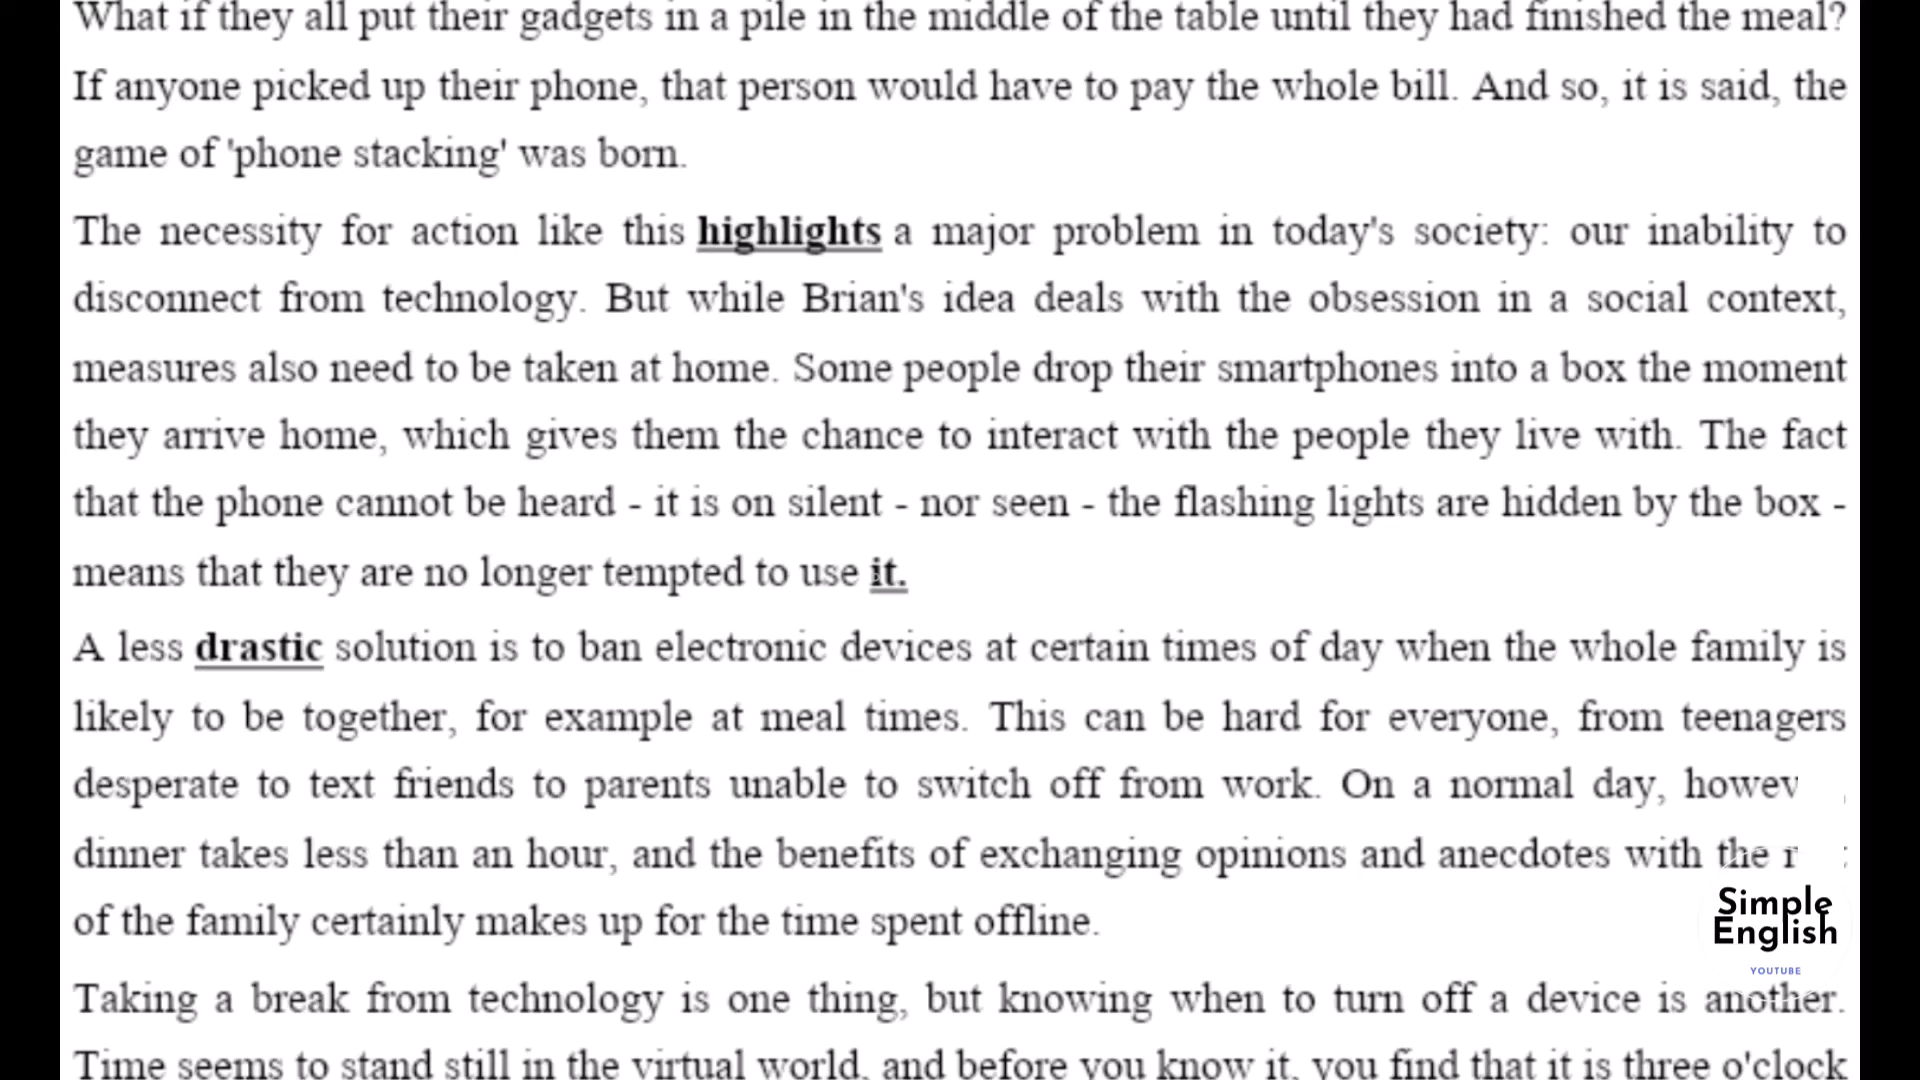 What if they all put their gadgets in a pile in the middle of the table until they had finished the meal?
If anyone picked up their phone, that person would have to pay the whole bill. And so, it is said, the
game of 'phone stacking' was born.
The necessity for action like this highlights a major problem in today's society: our inability to
disconnect from technology. But while Brian's idea deals with the obsession in a social context,
measures also need to be taken at home. Some people drop their smartphones into a box the moment
they arrive home, which gives them the chance to interact with the people they live with. The fact
that the phone cannot be heard - it is on silent - nor seen - the flashing lights are hidden by the box -
means that they are no longer tempted to use it.
A less drastic solution is to ban electronic devices at certain times of day when the whole family is
likely to be together, for example at meal times. This can be hard for everyone, from teenagers
desperate to text friends to parents unable to switch off from work. On a normal day,
dinner takes less than an hour, and the benefits of exchanging opinions and anecdotes with the
of the family certainly makes up for the time spent offline.
Simple
English
YOUTUBE
Taking a break from technology is one thing, but knowing when to turn off a device is another.
Time seems to stand still in the virtual world, and before you know it, you find that it is three o'clock